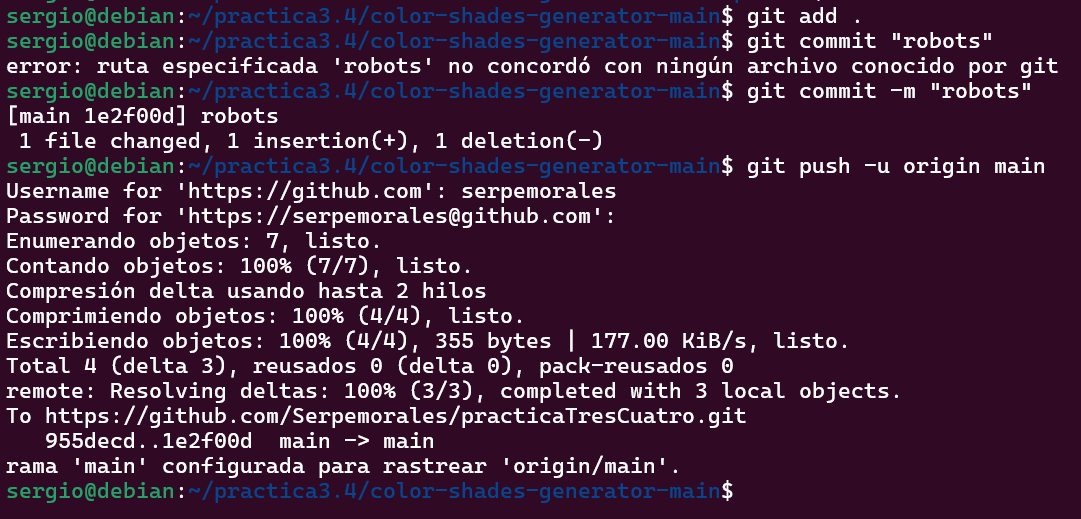 sergio@debian:~/practica3.4/color-shades-generator-main$ git add .
sergio@debian:~/practica3.4/color-shades-generator-main$ git commit "robots"
error: ruta especificada 'robots' no concordó con ningún archivo conocido por git
sergio@debian:~/practica3.4/color-shades-generator-main$ git commit -m "robots"
[main 1e2f00d] robots
 1 file changed, 1 insertion(+), 1 deletion(-)
sergio@debian:~/practica3.4/color-shades-generator-main$ git push -u origin main
Username for 'https://github.com': serpemorales
Password for 'https://serpemorales@github.com':
Enumerando objetos: 7, listo.
Contando objetos: 100% (7/7), listo.
Compresión delta usando hasta 2 hilos
Comprimiendo objetos: 100% (4/4), listo.
Escribiendo objetos: 100% (4/4), 355 bytes | 177.00 KiB/s, listo.
Total 4 (delta 3), reusados 0 (delta 0), pack-reusados 0
remote: Resolving deltas: 100% (3/3), completed with 3 local objects.
To https://github.com/Serpemorales/practicaTresCuatro.git
   955decd..1e2f00d  main -> main
rama 'main' configurada para rastrear 'origin/main'.
sergio@debian:~/practica3.4/color-shades-generator-main$